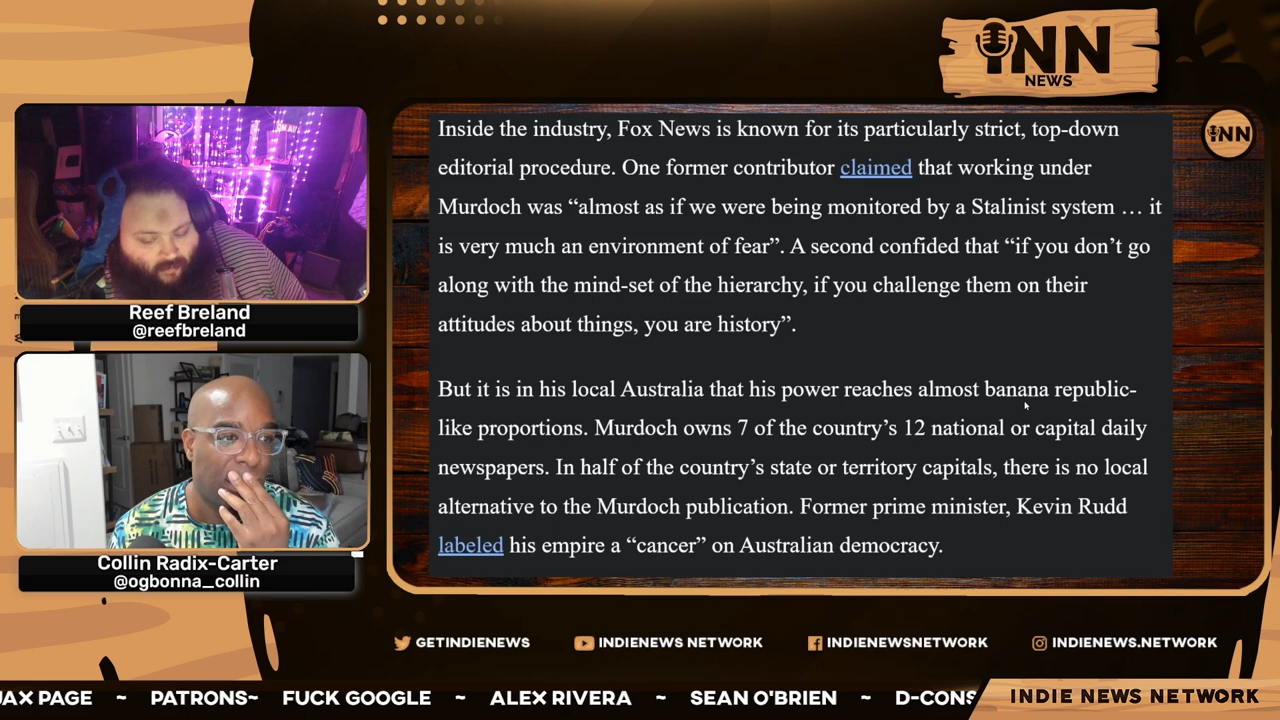 INN
NEWS
INN
Inside the industry, Fox News is known for its particularly strict, top-down
editorial procedure. One former contributor claimed that working under
Murdoch was “almost as if we were being monitored by a Stalinist system … it
is very much an environment of fear”. A second confided that “if you don’t go
along with the mind-set of the hierarchy, if you challenge them on their
attitudes about things, you are history”.
But it is in his local Australia that his power reaches almost banana republic-
like proportions. Murdoch owns 7 of the country’s 12 national or capital daily
newspapers. In half of the country’s state or territory capitals, there is no local
alternative to the Murdoch publication. Former prime minister, Kevin Rudd
labeled his empire a “cancer” on Australian democracy.
Reef Breland
@reefbreland
Collin Radix-Carter
@ogbonna_collin
GETINDIENEWS
INDIENEWS NETWORK
INDIENEWSNETWORK
INDIENEWS.NETWORK
JAX PAGE ~ PATRONS~ FUCK GOOGLE ~ ALEX RIVERA ~ SEAN O'BRIEN ~ D-CONS
INDIE NEWS NETWORK